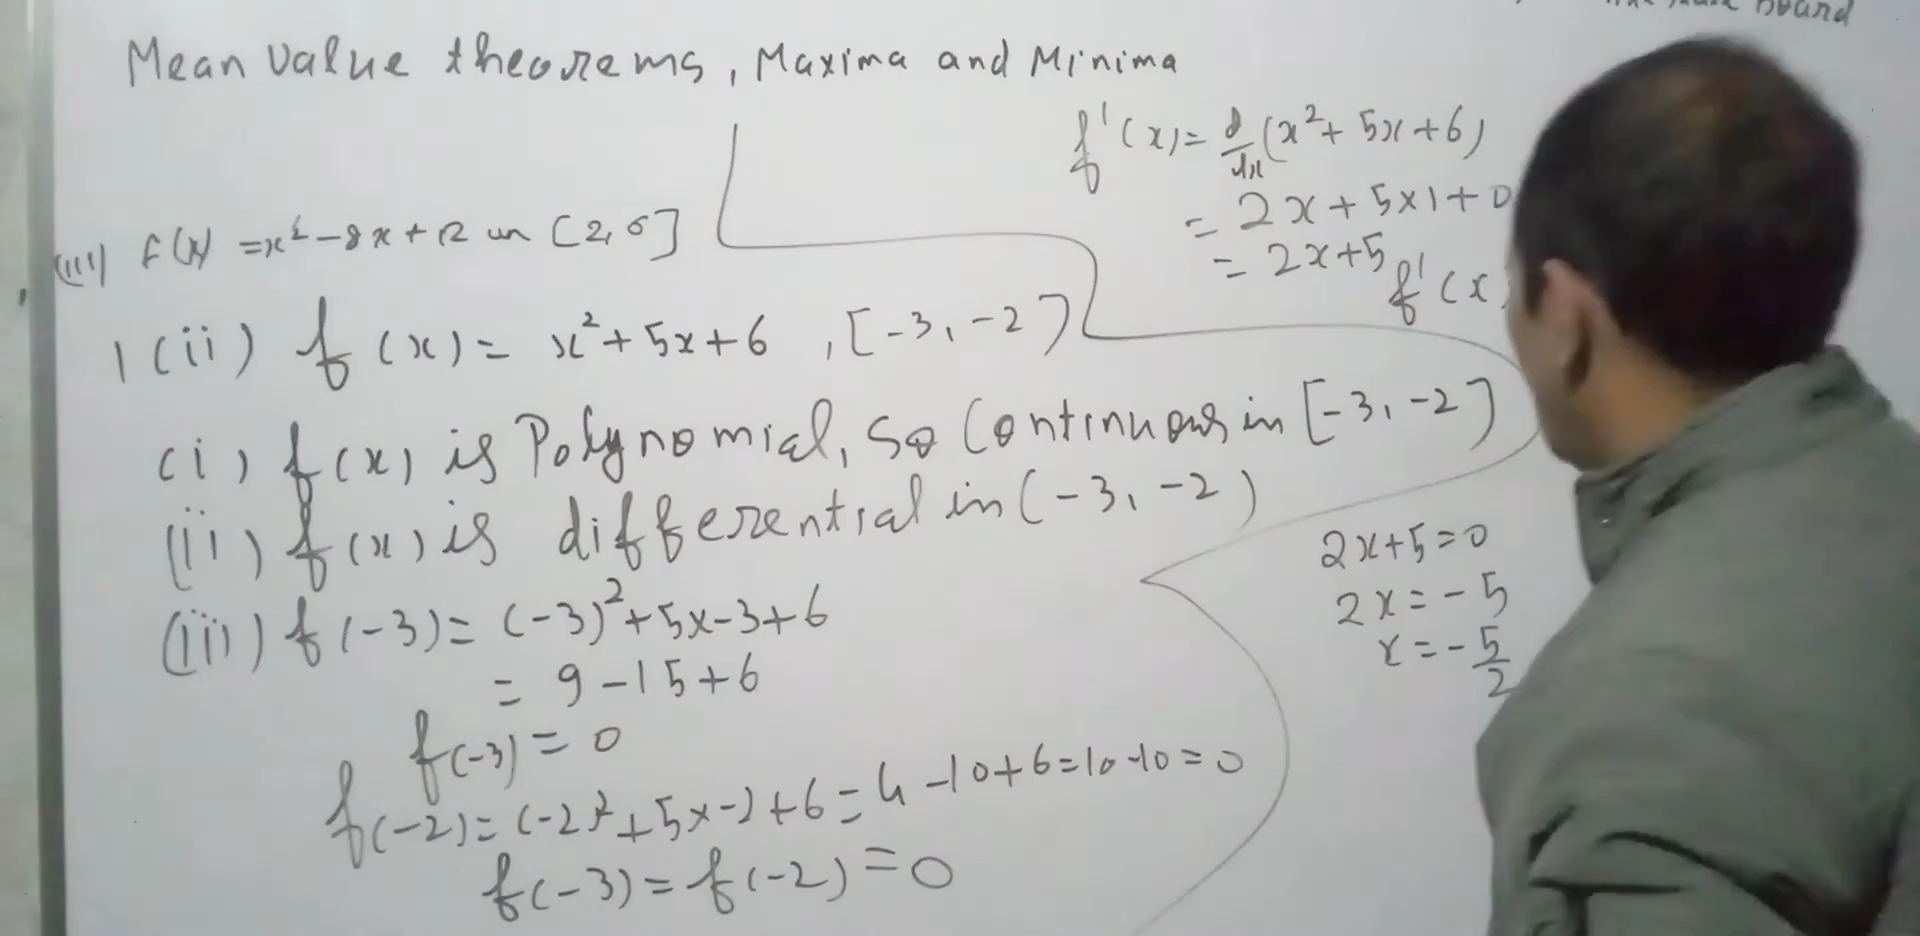 board
Mean value theorems, Maxima and Minima
(iii) f(x) = x² - 8x + 12 in [2, 6]
1 (ii) f(x) = x² + 5x + 6 , [-3, -2]
(i) f(x) is Polynomial, so Continuous in [-3, -2]
(ii) f(x) is differential in (-3, -2)
(iii) f(-3) = (-3)² + 5x-3+6
= 9 - 15 + 6
f(-3) = 0
f(-2) = (-2)² + 5x-2 + 6 = 4 - 10 + 6 = 10-10 = 0
f(-3) = f(-2) = 0
f'(x) = d/dx (x² + 5x + 6)
= 2x + 5x1 + 0
= 2x+5
f'(x
2x+5=0
2x = -5
x = -5/2